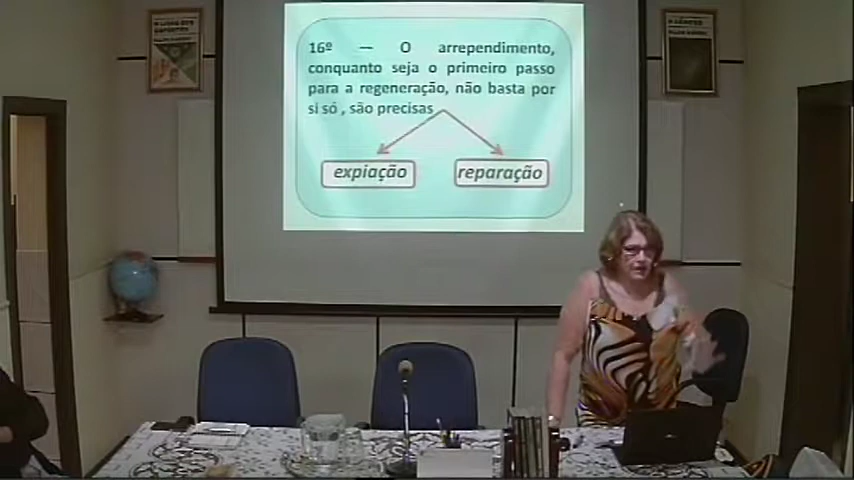 16º — O arrependimento,
conquanto seja o primeiro passo
para a regeneração, não basta por
si só , são precisas
expiação
reparação